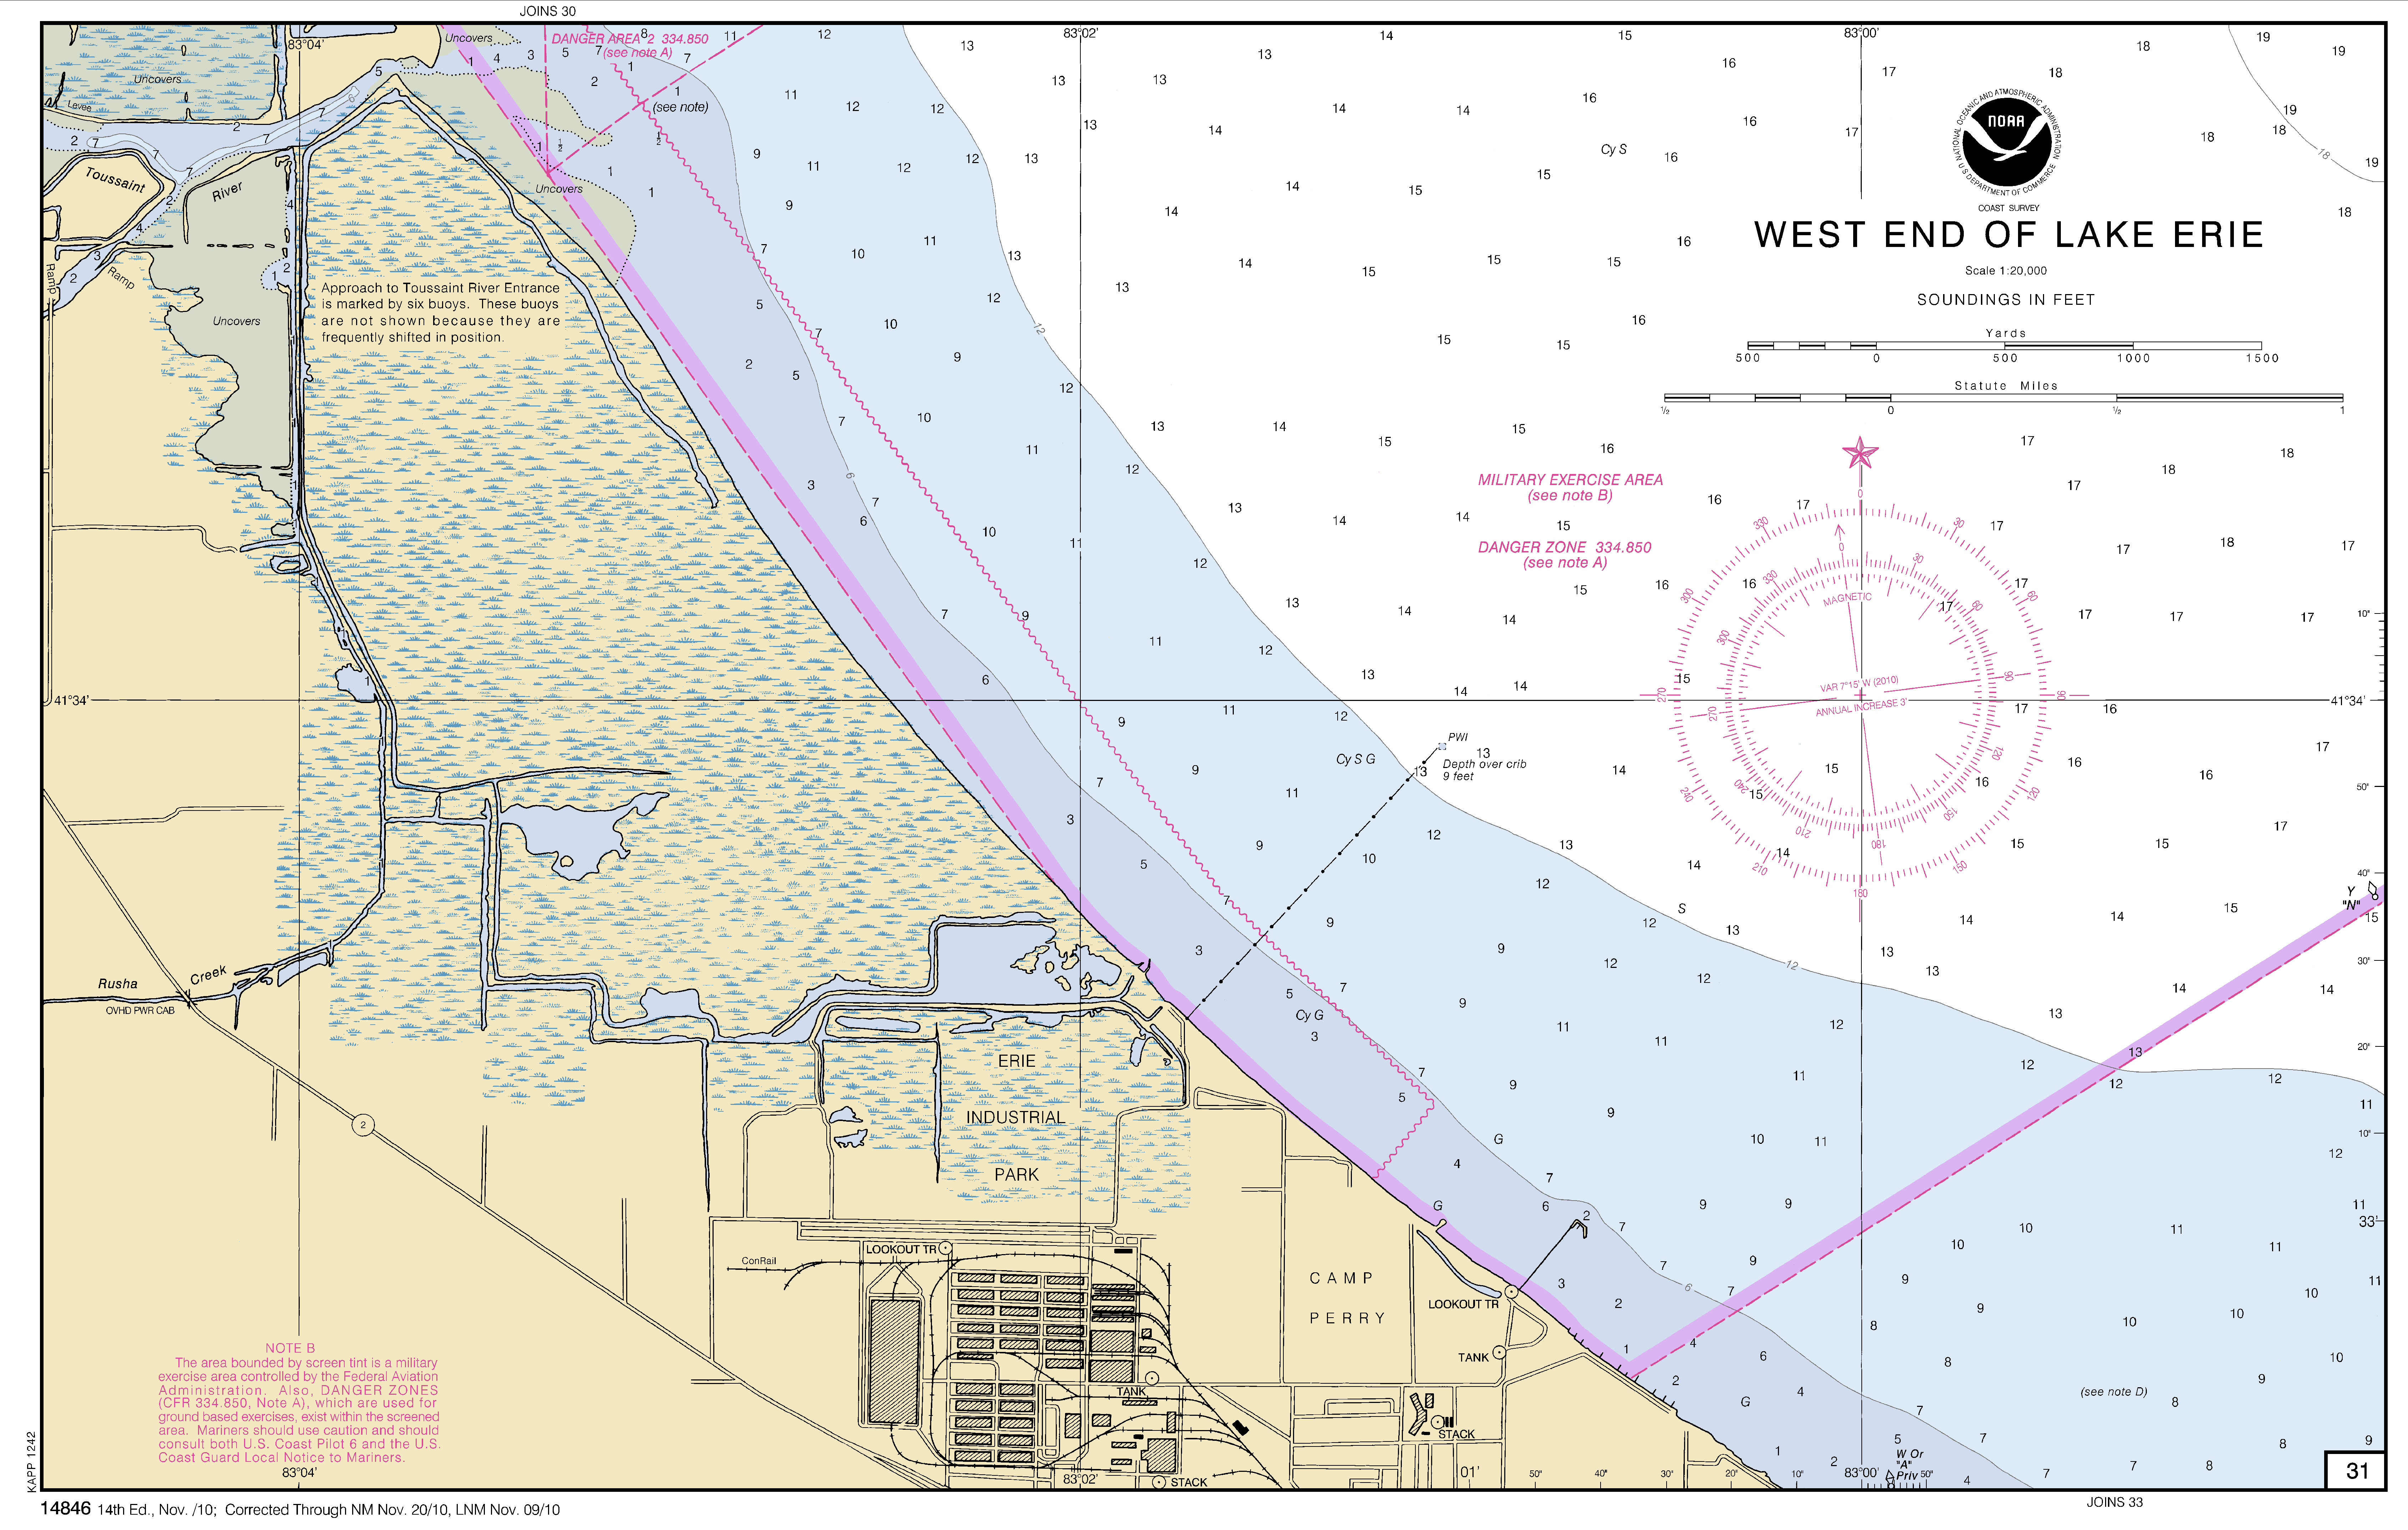 JOINS 30
83°04'
83°02'
83°00'
Uncovers
Uncovers
Levee
DANGER AREA 2 334.850
(see note A)
(see note)
Uncovers
Toussaint
River
Ramp
Ramp
Uncovers
Approach to Toussaint River Entrance
is marked by six buoys. These buoys
are not shown because they are
frequently shifted in position.
Cy S
NATIONAL OCEANIC AND ATMOSPHERIC ADMINISTRATION
NOAA
U S DEPARTMENT OF COMMERCE
COAST SURVEY
WEST END OF LAKE ERIE
Scale 1:20,000
SOUNDINGS IN FEET
Yards
500 0 500 1000 1500
Statute Miles
½ 0 ½ 1
MILITARY EXERCISE AREA
(see note B)
DANGER ZONE 334.850
(see note A)
MAGNETIC
VAR 7°15' W (2010)
ANNUAL INCREASE 3'
41°34'
41°34'
10"
50"
40"
30"
20"
10"
33'
Cy S G
PWI
Depth over crib
9 feet
S
Y
"N"
Rusha Creek
OVHD PWR CAB
Cy G
G
G
G
ERIE
INDUSTRIAL
PARK
2
LOOKOUT TR
ConRail
CAMP
PERRY
LOOKOUT TR
TANK
TANK
STACK
STACK
(see note D)
W Or
"A"
Priv
NOTE B
The area bounded by screen tint is a military
exercise area controlled by the Federal Aviation
Administration. Also, DANGER ZONES
(CFR 334.850, Note A), which are used for
ground based exercises, exist within the screened
area. Mariners should use caution and should
consult both U.S. Coast Pilot 6 and the U.S.
Coast Guard Local Notice to Mariners.
83°04'
83°02'
01'
50" 40" 30" 20" 10"
83°00'
50"
31
KAPP 1242
14846 14th Ed., Nov. /10; Corrected Through NM Nov. 20/10, LNM Nov. 09/10
JOINS 33